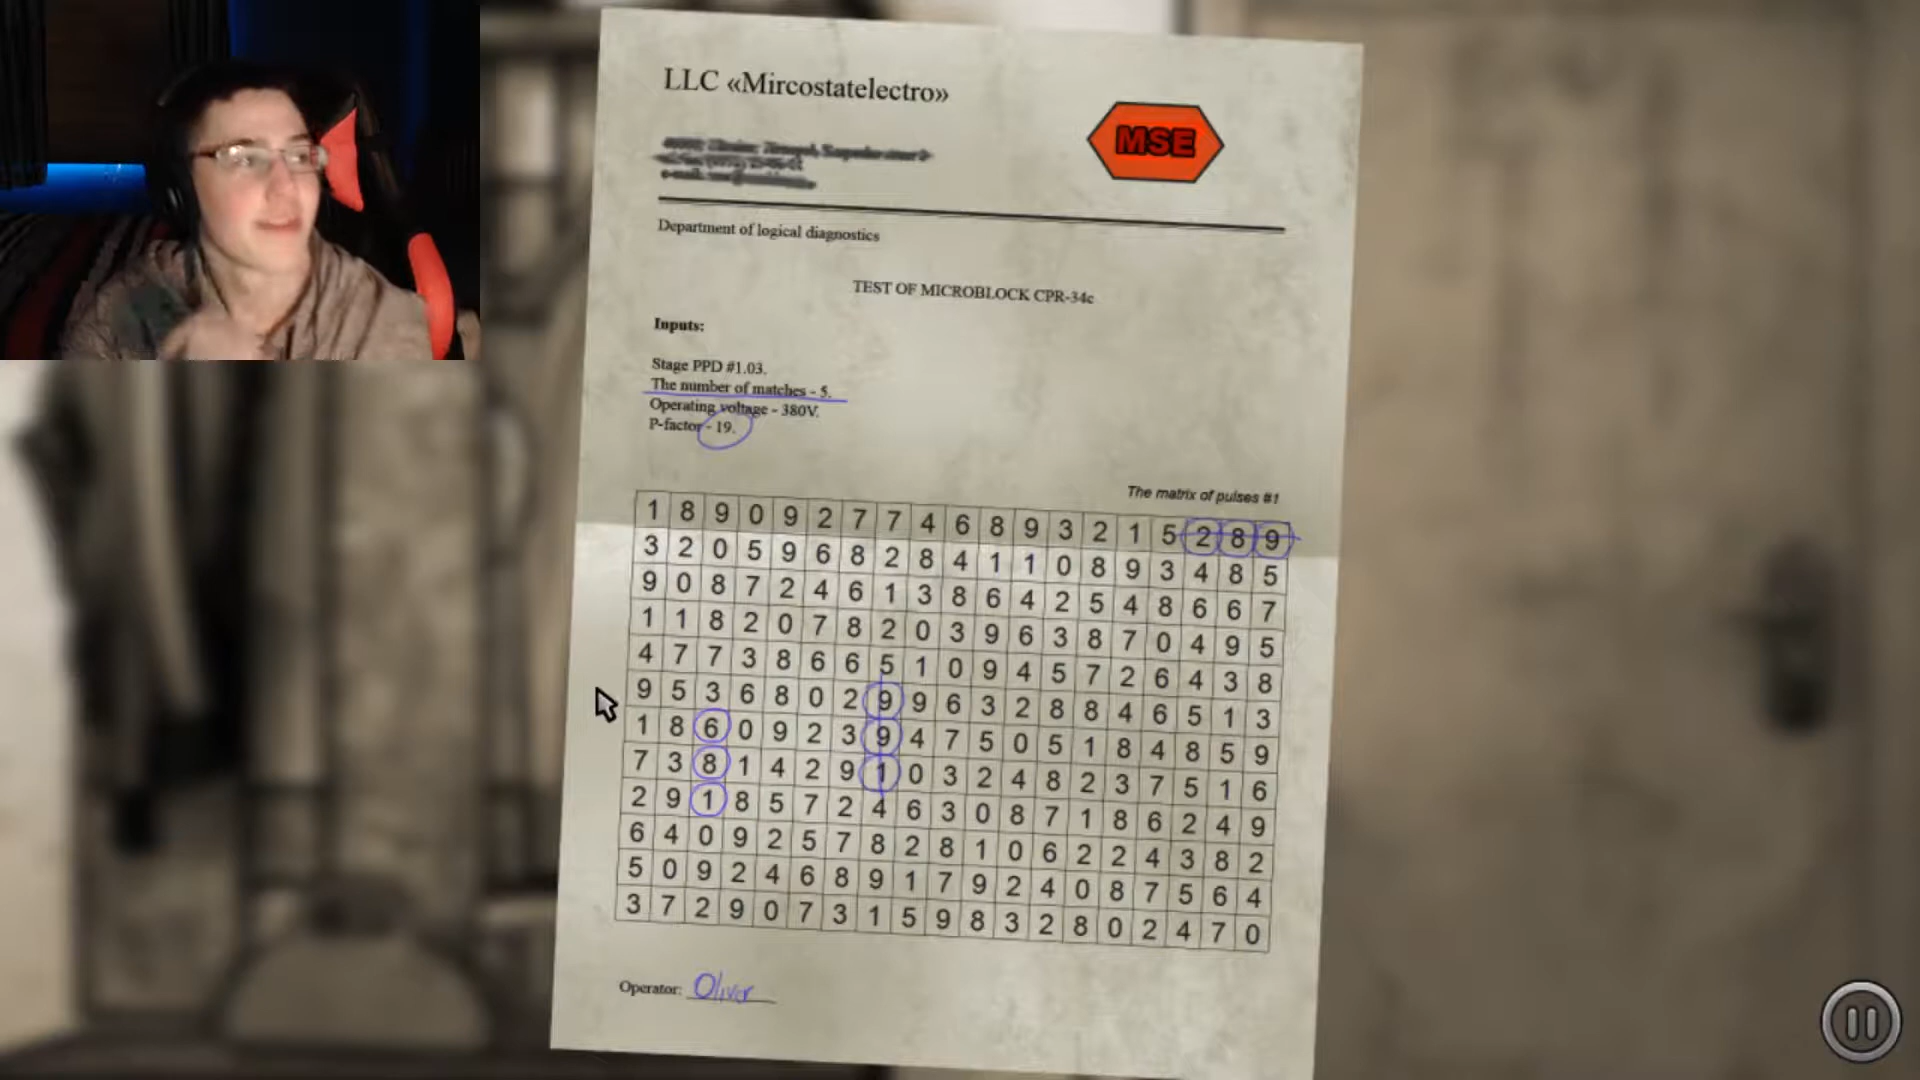 LLC «Mircostatelectro»
MSE
Department of logical diagnostics
TEST OF MICROBLOCK CPR-34c
Inputs:
Stage PPD #1.03.
The number of matches - 5.
Operating voltage - 380V.
P-factor - 19.
The matrix of pulses #1
1 8 9 0 9 2 7 7 4 6 8 9 3 2 1 5 2 8 9
3 2 0 5 9 6 8 2 8 4 1 1 0 8 9 3 4 8 5
9 0 8 7 2 4 6 1 3 8 6 4 2 5 4 8 6 6 7
1 1 8 2 0 7 8 2 0 3 9 6 3 8 7 0 4 9 5
4 7 7 3 8 6 6 5 1 0 9 4 5 7 2 6 4 3 8
9 5 3 6 8 0 2 9 9 6 3 2 8 8 4 6 5 1 3
1 8 6 0 9 2 3 9 4 7 5 0 5 1 8 4 8 5 9
7 3 8 1 4 2 9 1 0 3 2 4 8 2 3 7 5 1 6
2 9 1 8 5 7 2 4 6 3 0 8 7 1 8 6 2 4 9
6 4 0 9 2 5 7 8 2 8 1 0 6 2 2 4 3 8 2
5 0 9 2 4 6 8 9 1 7 9 2 4 0 8 7 5 6 4
3 7 2 9 0 7 3 1 5 9 8 3 2 8 0 2 4 7 0
Operator: Oliver